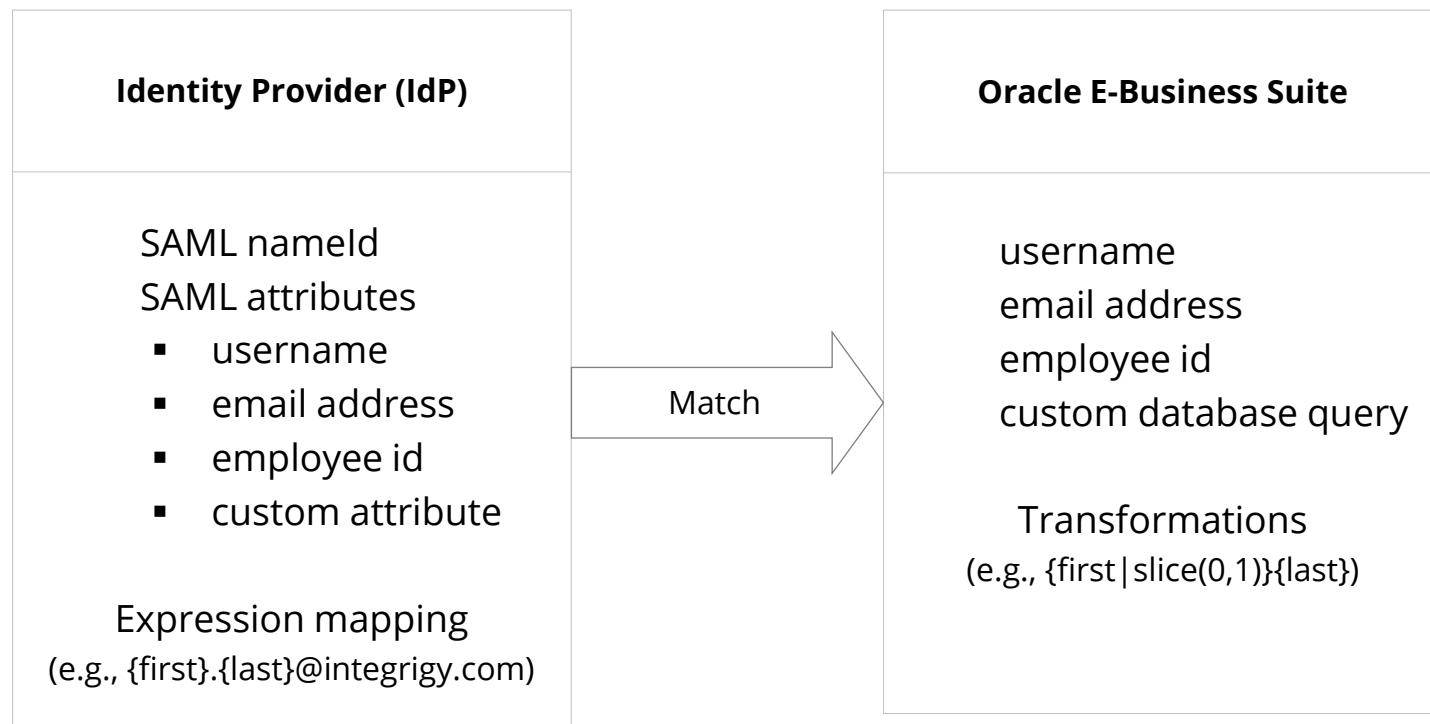 Identity Provider (IdP)
SAML nameId
SAML attributes
▪ username
▪ email address
▪ employee id
▪ custom attribute
Expression mapping
(e.g., {first}.{last}@integrigy.com)
Match
Oracle E-Business Suite
username
email address
employee id
custom database query
Transformations
(e.g., {first|slice(0,1)}{last})